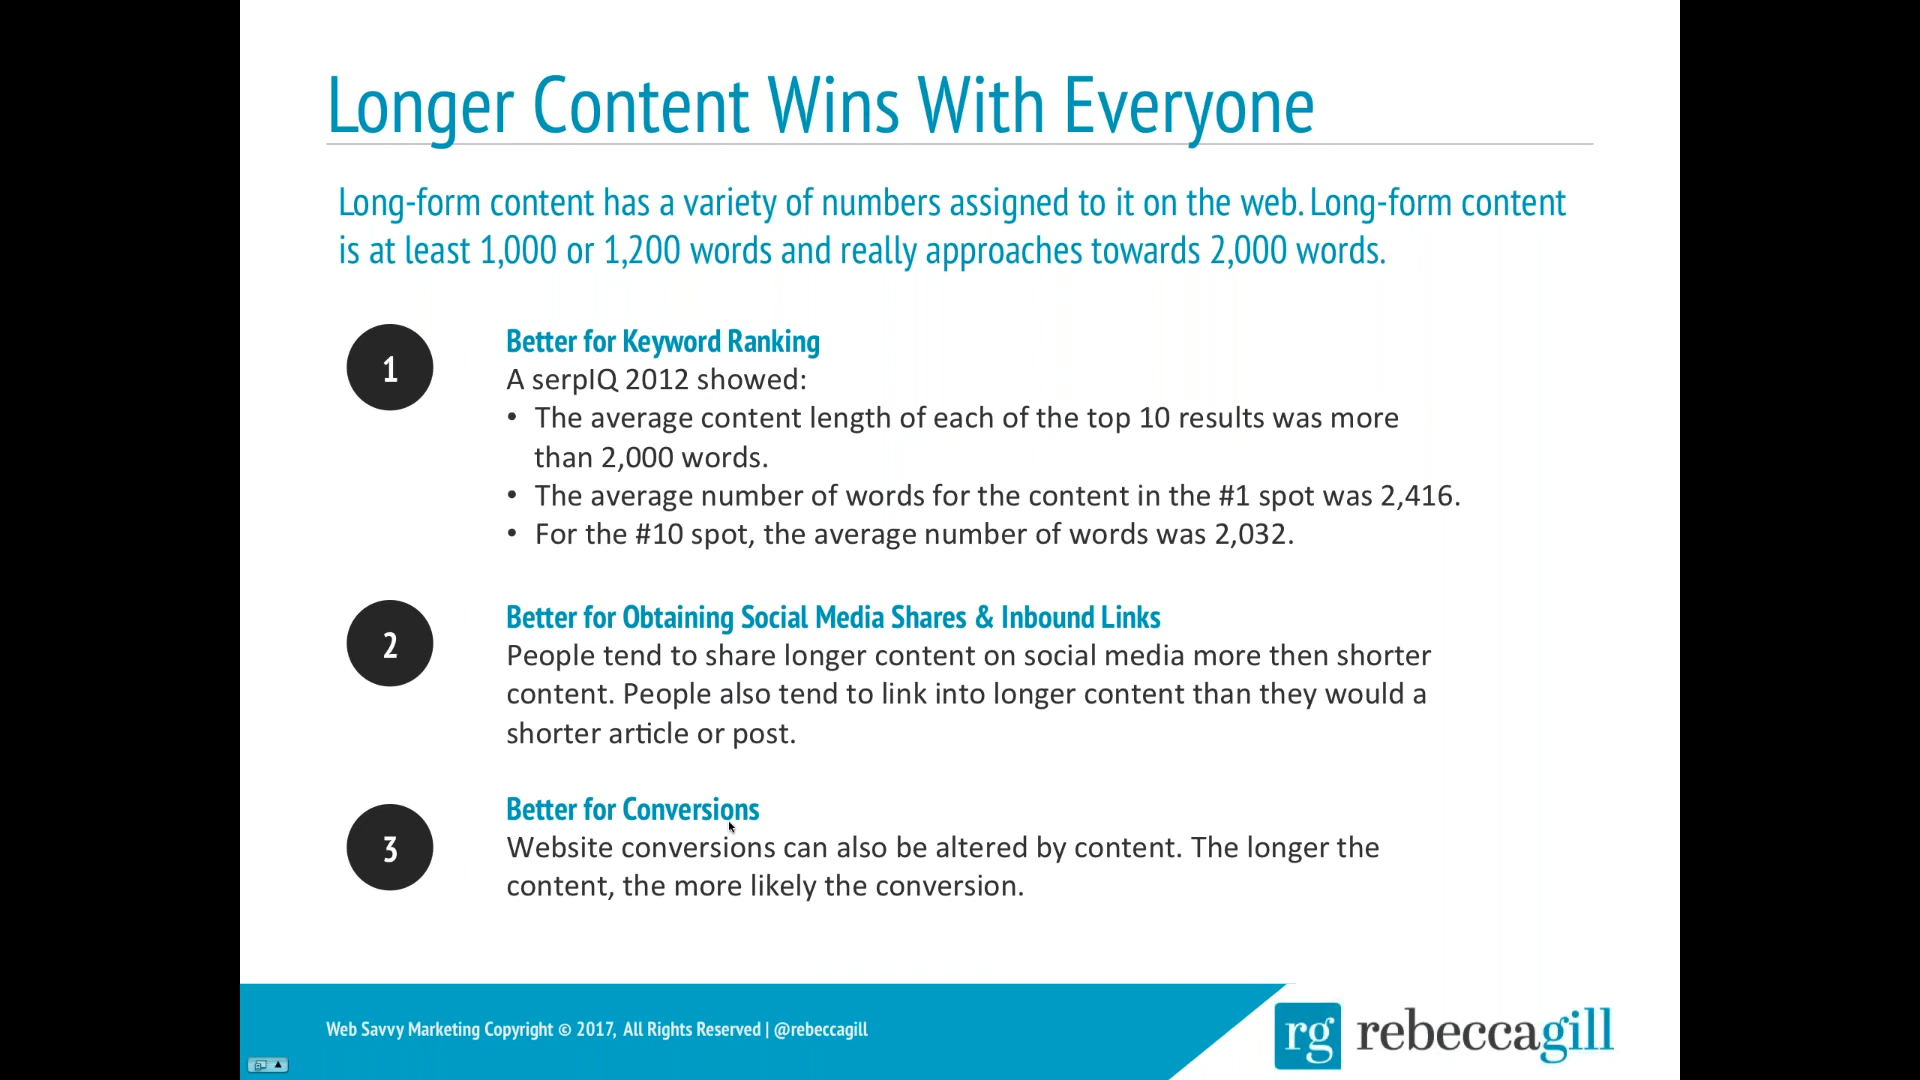 Longer Content Wins With Everyone
Long-form content has a variety of numbers assigned to it on the web. Long-form content
is at least 1,000 or 1,200 words and really approaches towards 2,000 words.
1
Better for Keyword Ranking
A serpIQ 2012 showed:
• The average content length of each of the top 10 results was more
than 2,000 words.
• The average number of words for the content in the #1 spot was 2,416.
• For the #10 spot, the average number of words was 2,032.
2
Better for Obtaining Social Media Shares & Inbound Links
People tend to share longer content on social media more then shorter
content. People also tend to link into longer content than they would a
shorter article or post.
3
Better for Conversions
Website conversions can also be altered by content. The longer the
content, the more likely the conversion.
Web Savvy Marketing Copyright © 2017, All Rights Reserved | @rebeccagill
rg rebeccagill